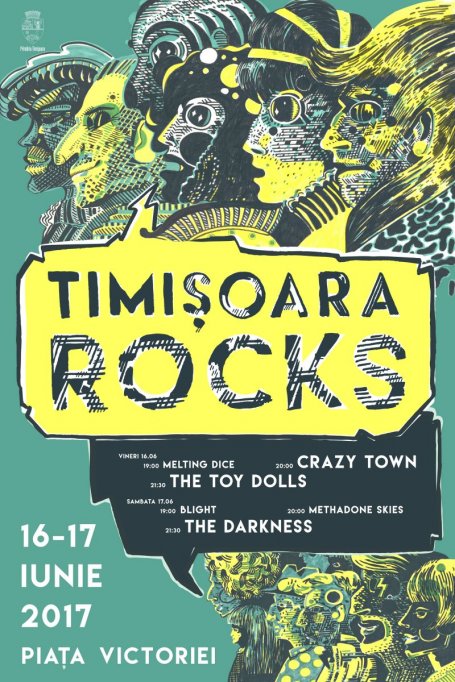 Primăria Timișoara
TIMIȘOARA
ROCKS
VINERI 16.06
19:00 MELTING DICE 20:00 CRAZY TOWN
21:30 THE TOY DOLLS
SAMBATA 17.06
19:00 BLIGHT 20:00 METHADONE SKIES
21:30 THE DARKNESS
16-17
IUNIE
2017
PIAȚA VICTORIEI